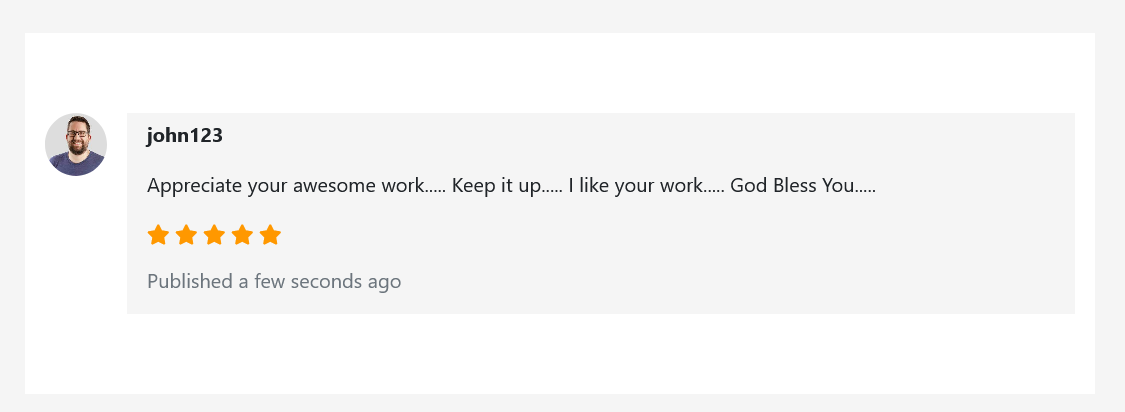 john123
Appreciate your awesome work..... Keep it up..... I like your work..... God Bless You.....
Published a few seconds ago